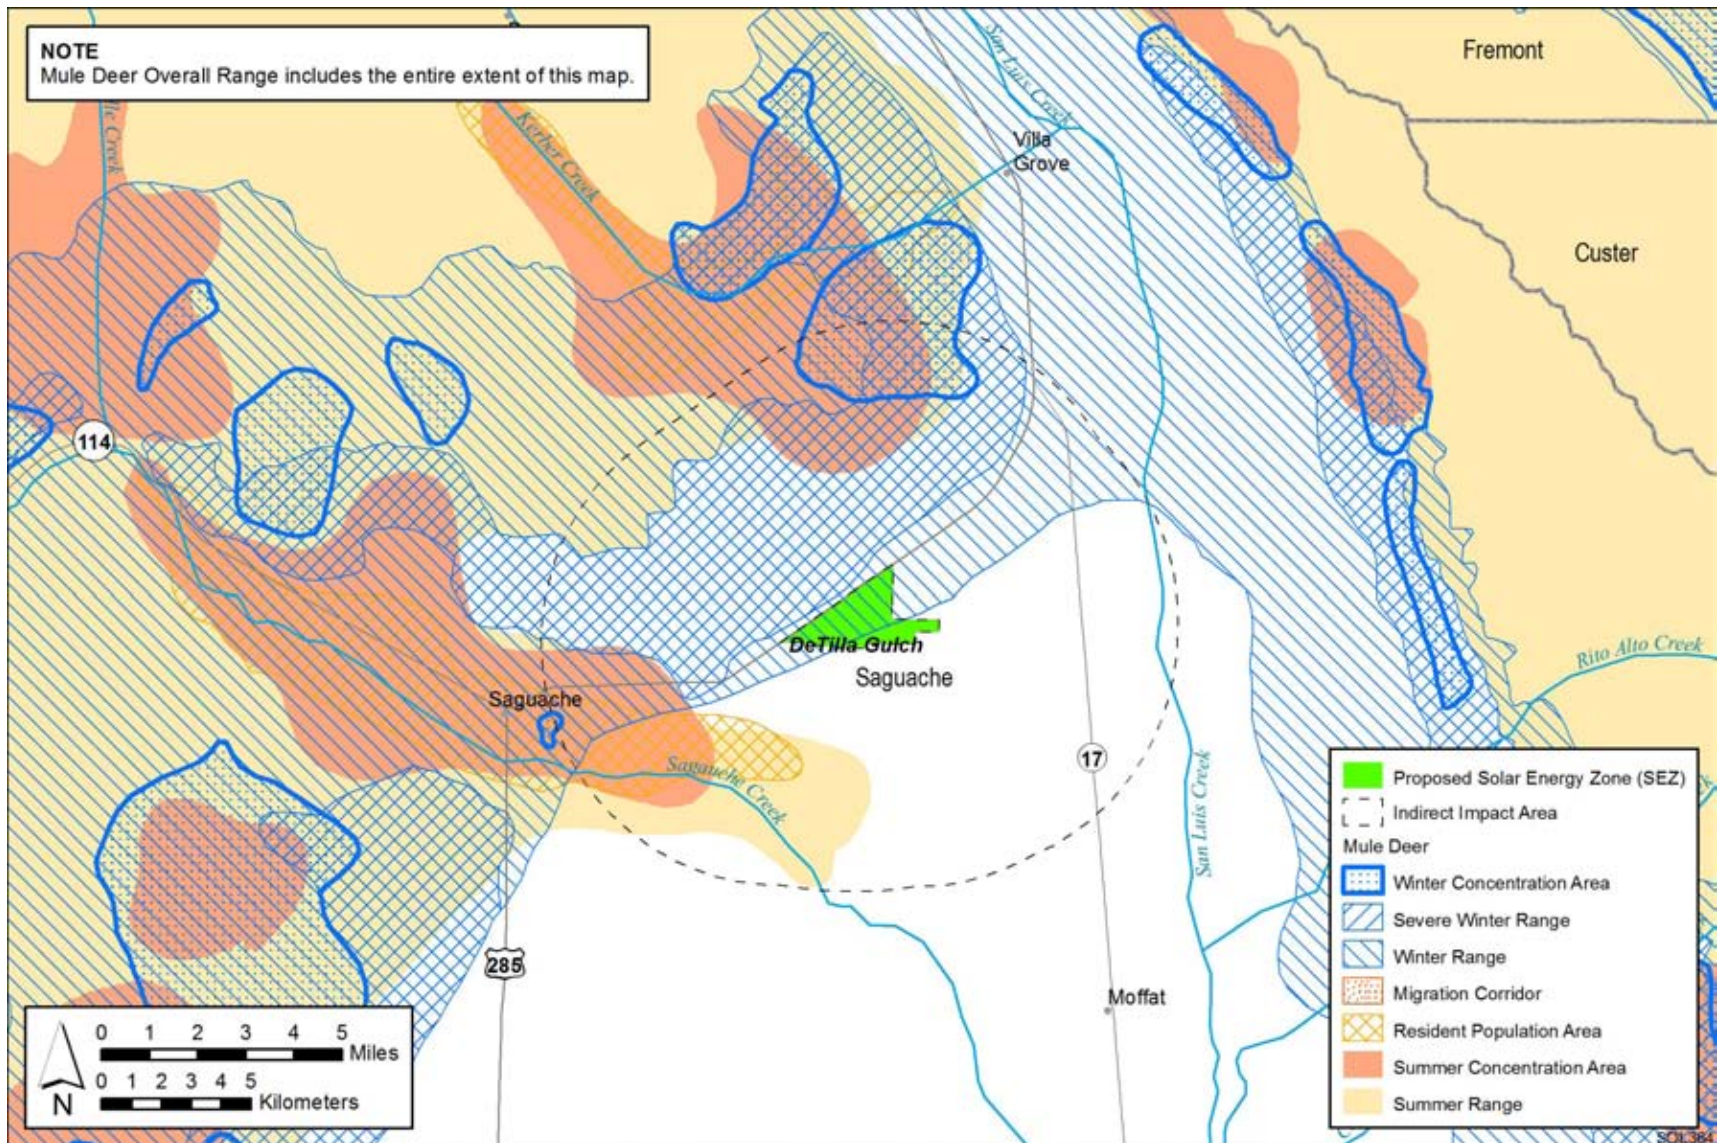 NOTE
Mule Deer Overall Range includes the entire extent of this map.
Fremont
San Luis Creek
Kerber Creek
Villa
Grove
Custer
114
DeTilla Gulch
Saguache
Rito Alto Creek
Saguache
Saguache Creek
17
San Luis Creek
285
Moffat
Proposed Solar Energy Zone (SEZ)
Indirect Impact Area
Mule Deer
Winter Concentration Area
Severe Winter Range
Winter Range
Migration Corridor
Resident Population Area
Summer Concentration Area
Summer Range
0 1 2 3 4 5
Miles
0 1 2 3 4 5
Kilometers
N